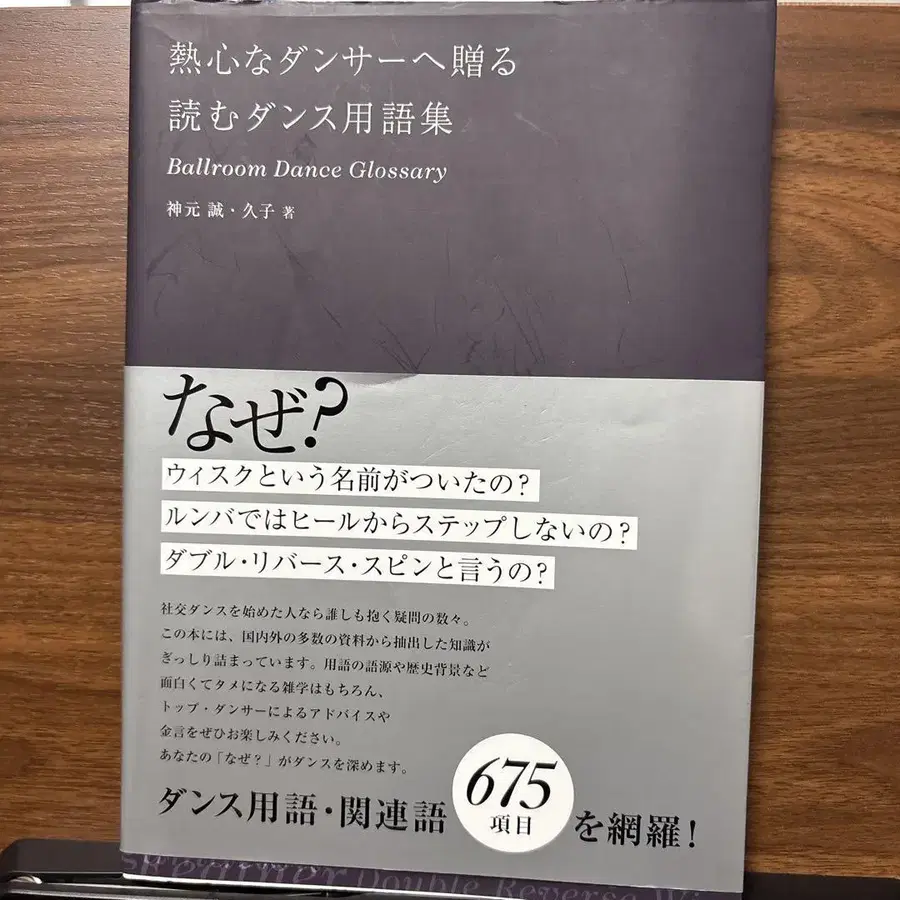 熱心なダンサーへ贈る
読むダンス用語集
Ballroom Dance Glossary
神元 誠・久子 著
なぜ?
ウィスクという名前がついたの?
ルンバではヒールからステップしないの?
ダブル・リバース・スピンと言うの?
社交ダンスを始めた人なら誰しも抱く疑問の数々。
この本には、国内外の多数の資料から抽出した知識が
ぎっしり詰まっています。用語の語源や歴史背景など
面白くてタメになる雑学はもちろん、
トップ・ダンサーによるアドバイスや
金言をぜひお楽しみください。
あなたの「なぜ?」がダンスを深めます。
ダンス用語・関連語
675
項目
を網羅!
Double Reverse